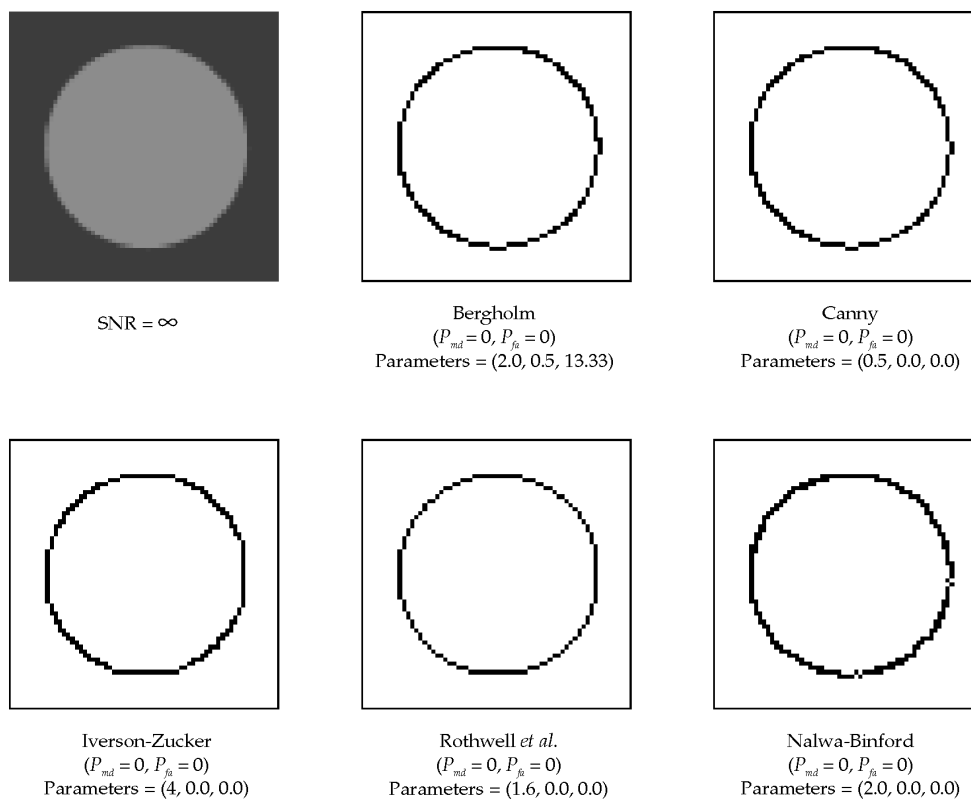 SNR = ∞
Bergholm
(P_md = 0, P_fa = 0)
Parameters = (2.0, 0.5, 13.33)
Canny
(P_md = 0, P_fa = 0)
Parameters = (0.5, 0.0, 0.0)
Iverson-Zucker
(P_md = 0, P_fa = 0)
Parameters = (4, 0.0, 0.0)
Rothwell et al.
(P_md = 0, P_fa = 0)
Parameters = (1.6, 0.0, 0.0)
Nalwa-Binford
(P_md = 0, P_fa = 0)
Parameters = (2.0, 0.0, 0.0)